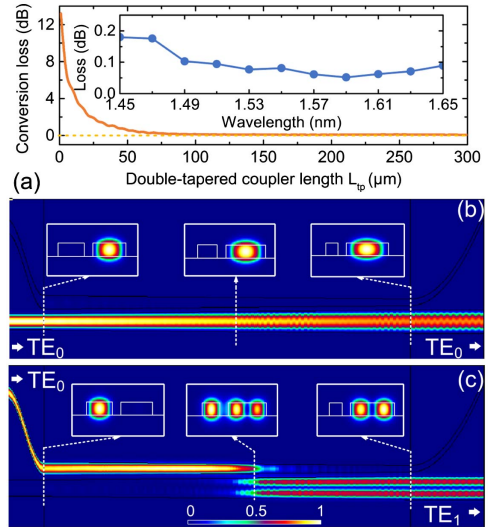 Conversion loss (dB)
12
8
4
0
Loss (dB)
0.2
0.1
0.0
1.45 1.49 1.53 1.57 1.61 1.65
Wavelength (nm)
0 50 100 150 200 250 300
(a) Double-tapered coupler length Ltp (μm)
(b)
TE0 TE0
TE0 (c)
0 0.5 1
TE1